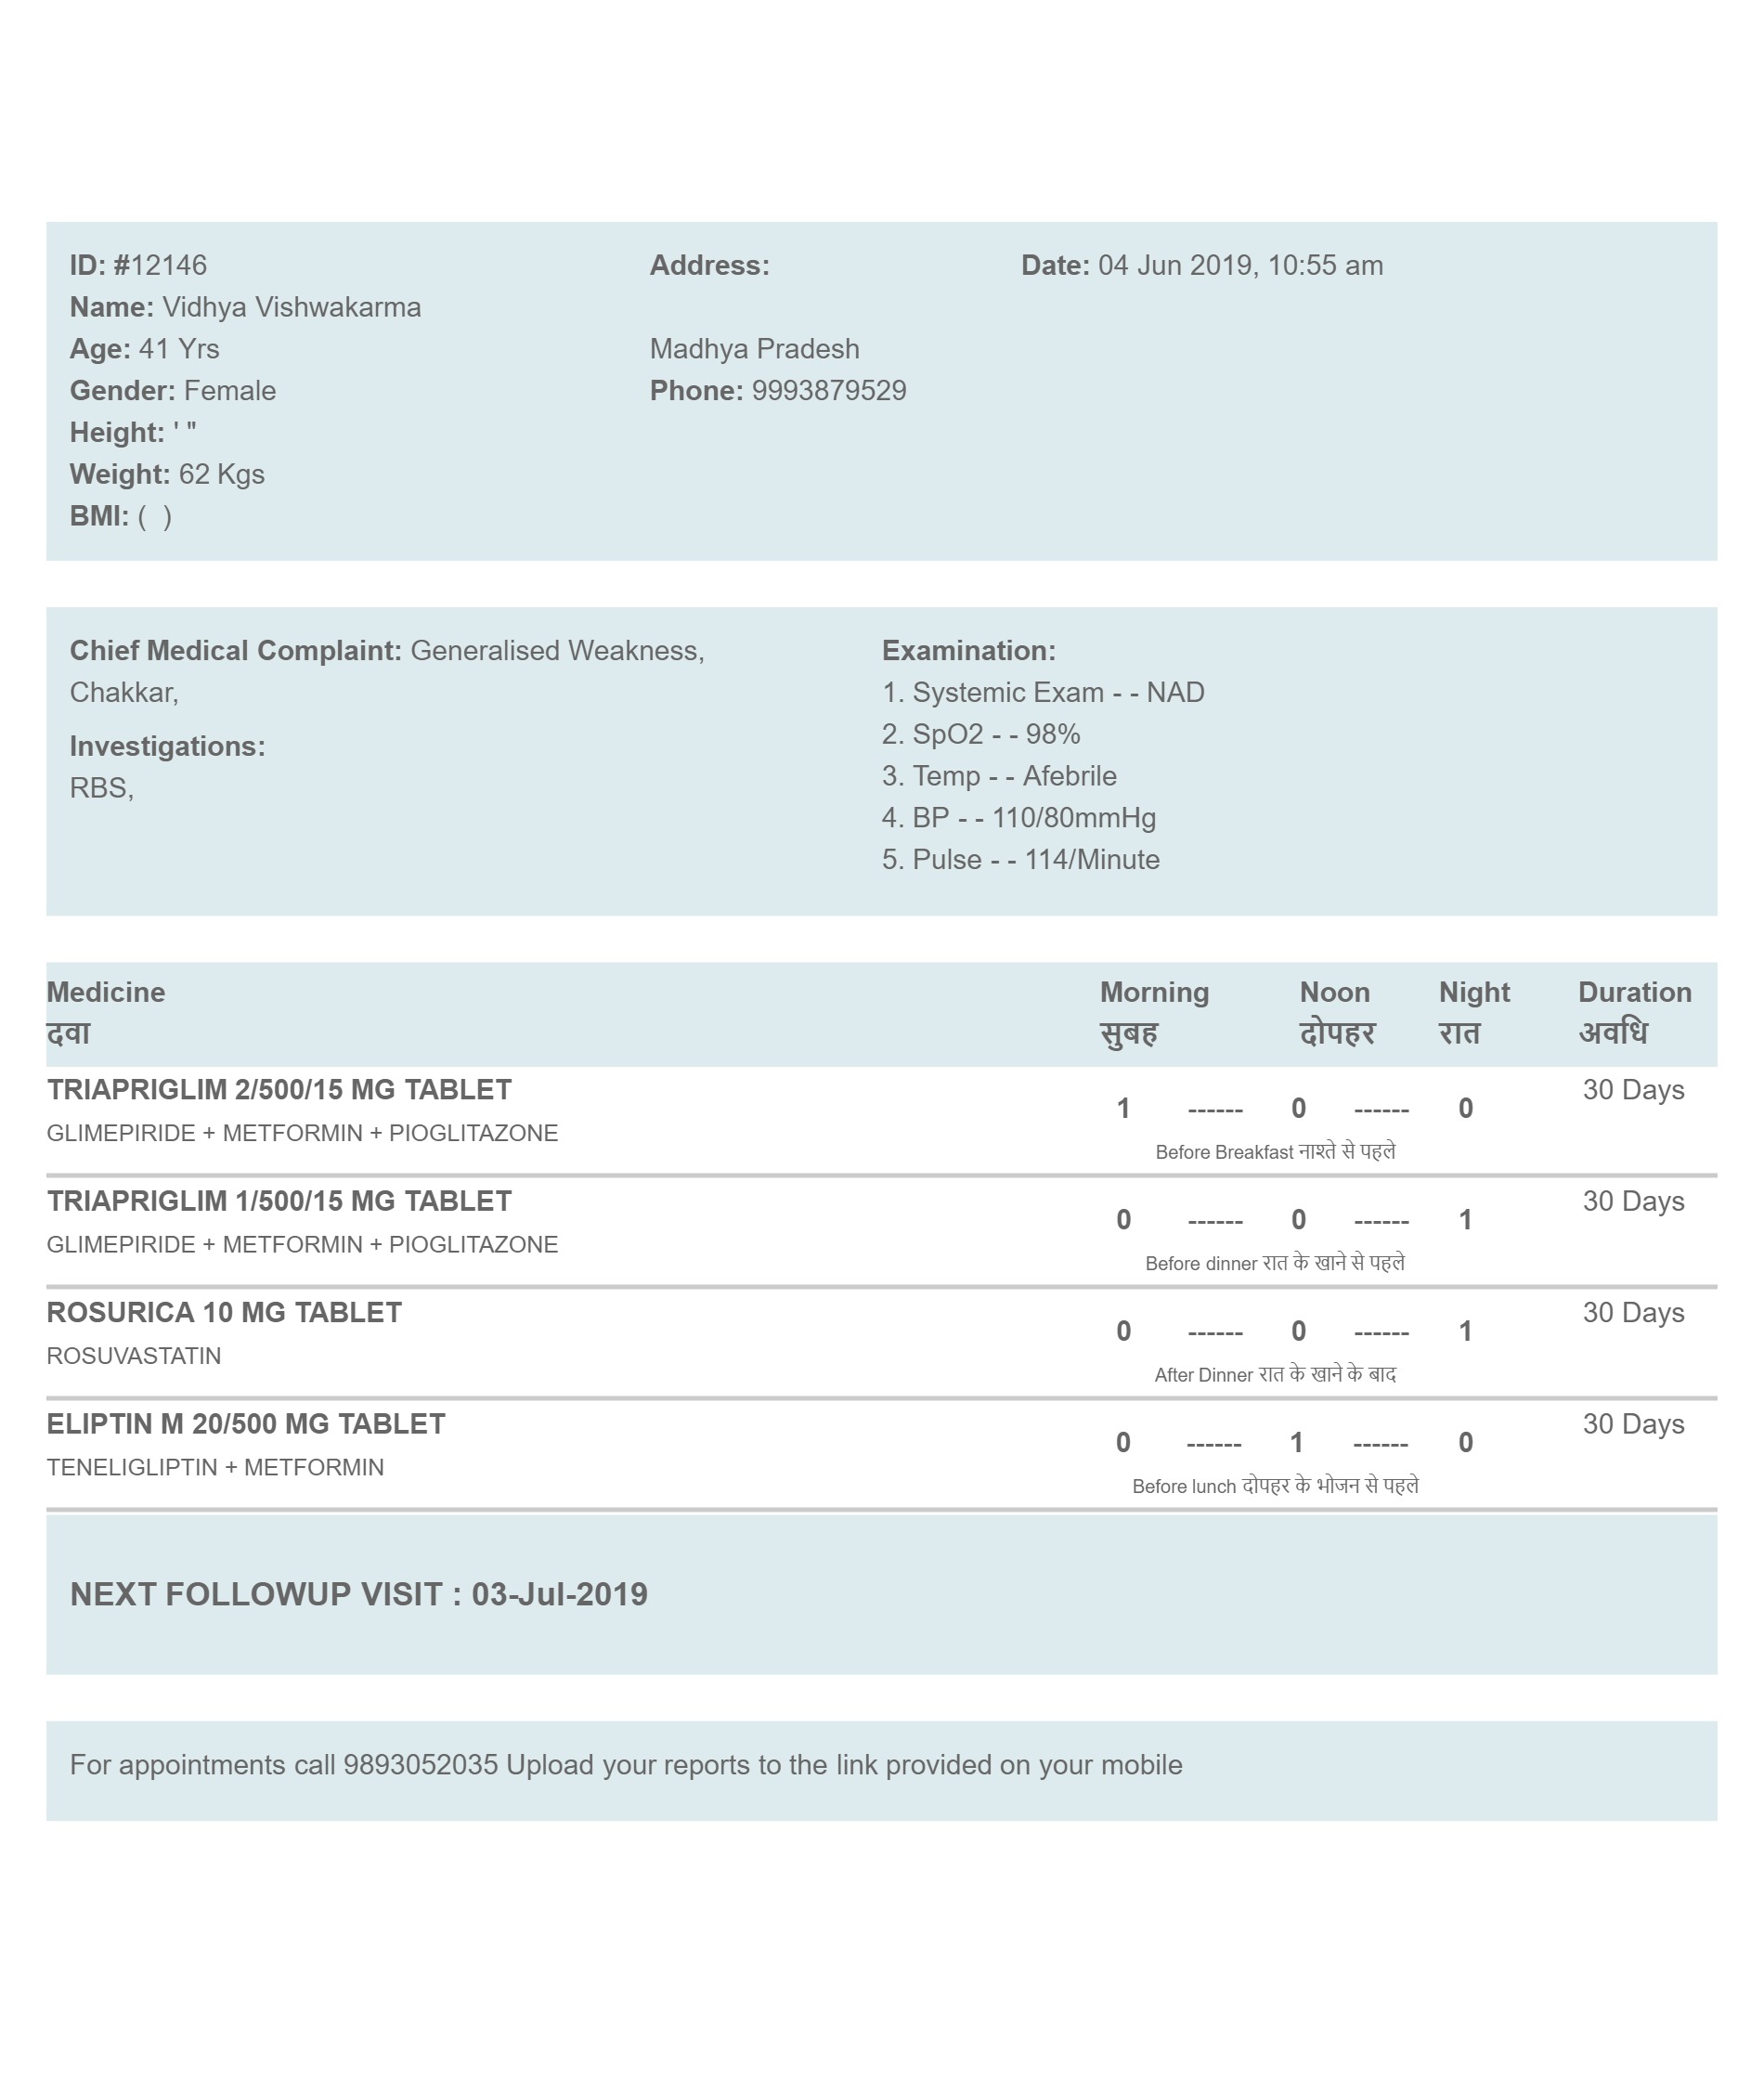 ID: #12146
Name: Vidhya Vishwakarma
Age: 41 Yrs
Gender: Female
Height: ' "
Weight: 62 Kgs
BMI: ( )
Address:
Madhya Pradesh
Phone: 9993879529
Date: 04 Jun 2019, 10:55 am
Chief Medical Complaint: Generalised Weakness,
Chakkar,
Investigations:
RBS,
Examination:
1. Systemic Exam - - NAD
2. SpO2 - - 98%
3. Temp - - Afebrile
4. BP - - 110/80mmHg
5. Pulse - - 114/Minute
Medicine Morning Noon Night Duration
दवा सुबह दोपहर रात अवधि
TRIAPRIGLIM 2/500/15 MG TABLET 30 Days
1 ------ 0 ------ 0
GLIMEPIRIDE + METFORMIN + PIOGLITAZONE
Before Breakfast नाश्ते से पहले
TRIAPRIGLIM 1/500/15 MG TABLET 30 Days
0 ------ 0 ------ 1
GLIMEPIRIDE + METFORMIN + PIOGLITAZONE
Before dinner रात के खाने से पहले
ROSURICA 10 MG TABLET 30 Days
0 ------ 0 ------ 1
ROSUVASTATIN
After Dinner रात के खाने के बाद
ELIPTIN M 20/500 MG TABLET 30 Days
0 ------ 1 ------ 0
TENELIGLIPTIN + METFORMIN
Before lunch दोपहर के भोजन से पहले
NEXT FOLLOWUP VISIT : 03-Jul-2019
For appointments call 9893052035 Upload your reports to the link provided on your mobile